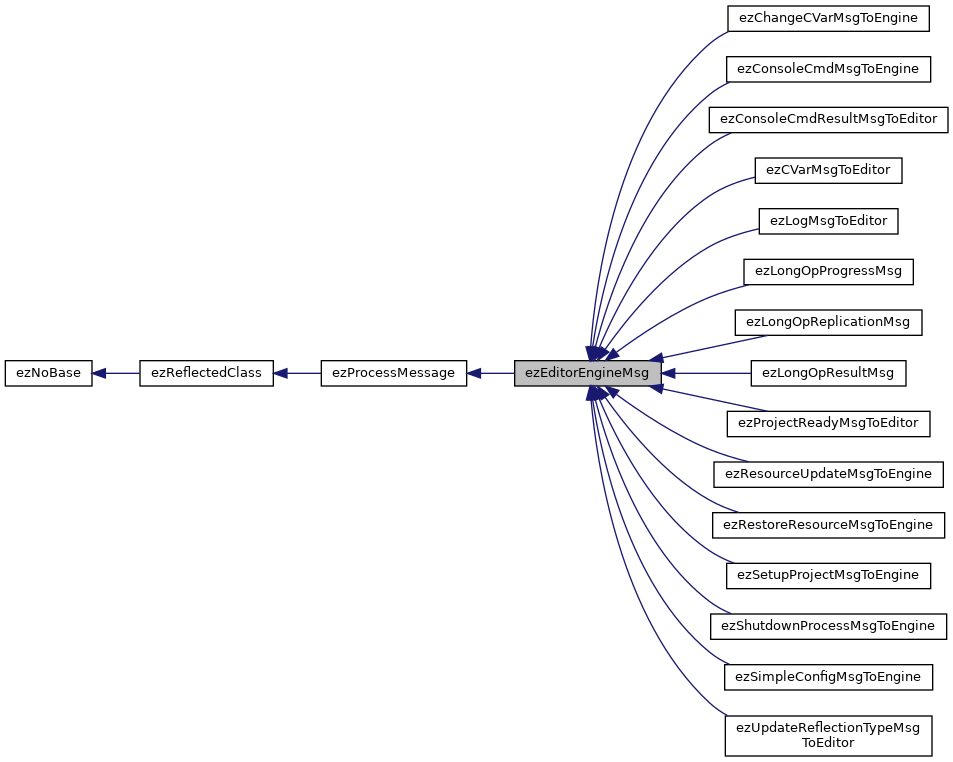 ezChangeCVarMsgToEngine
ezConsoleCmdMsgToEngine
ezConsoleCmdResultMsgToEditor
ezCVarMsgToEditor
ezLogMsgToEditor
ezLongOpProgressMsg
ezLongOpReplicationMsg
ezNoBase
ezReflectedClass
ezProcessMessage
ezEditorEngineMsg
ezLongOpResultMsg
ezProjectReadyMsgToEditor
ezResourceUpdateMsgToEngine
ezRestoreResourceMsgToEngine
ezSetupProjectMsgToEngine
ezShutdownProcessMsgToEngine
ezSimpleConfigMsgToEngine
ezUpdateReflectionTypeMsg
ToEditor